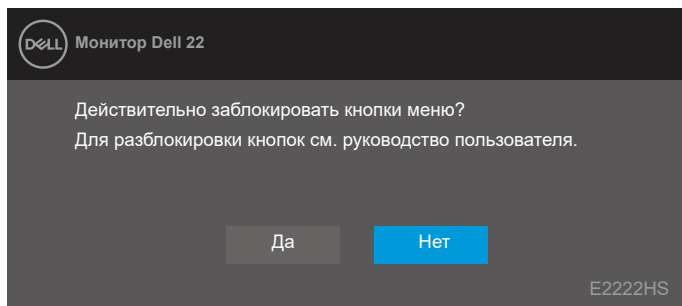 DELL
Монитор Dell 22
Действительно заблокировать кнопки меню?
Для разблокировки кнопок см. руководство пользователя.
Да
Нет
E2222HS